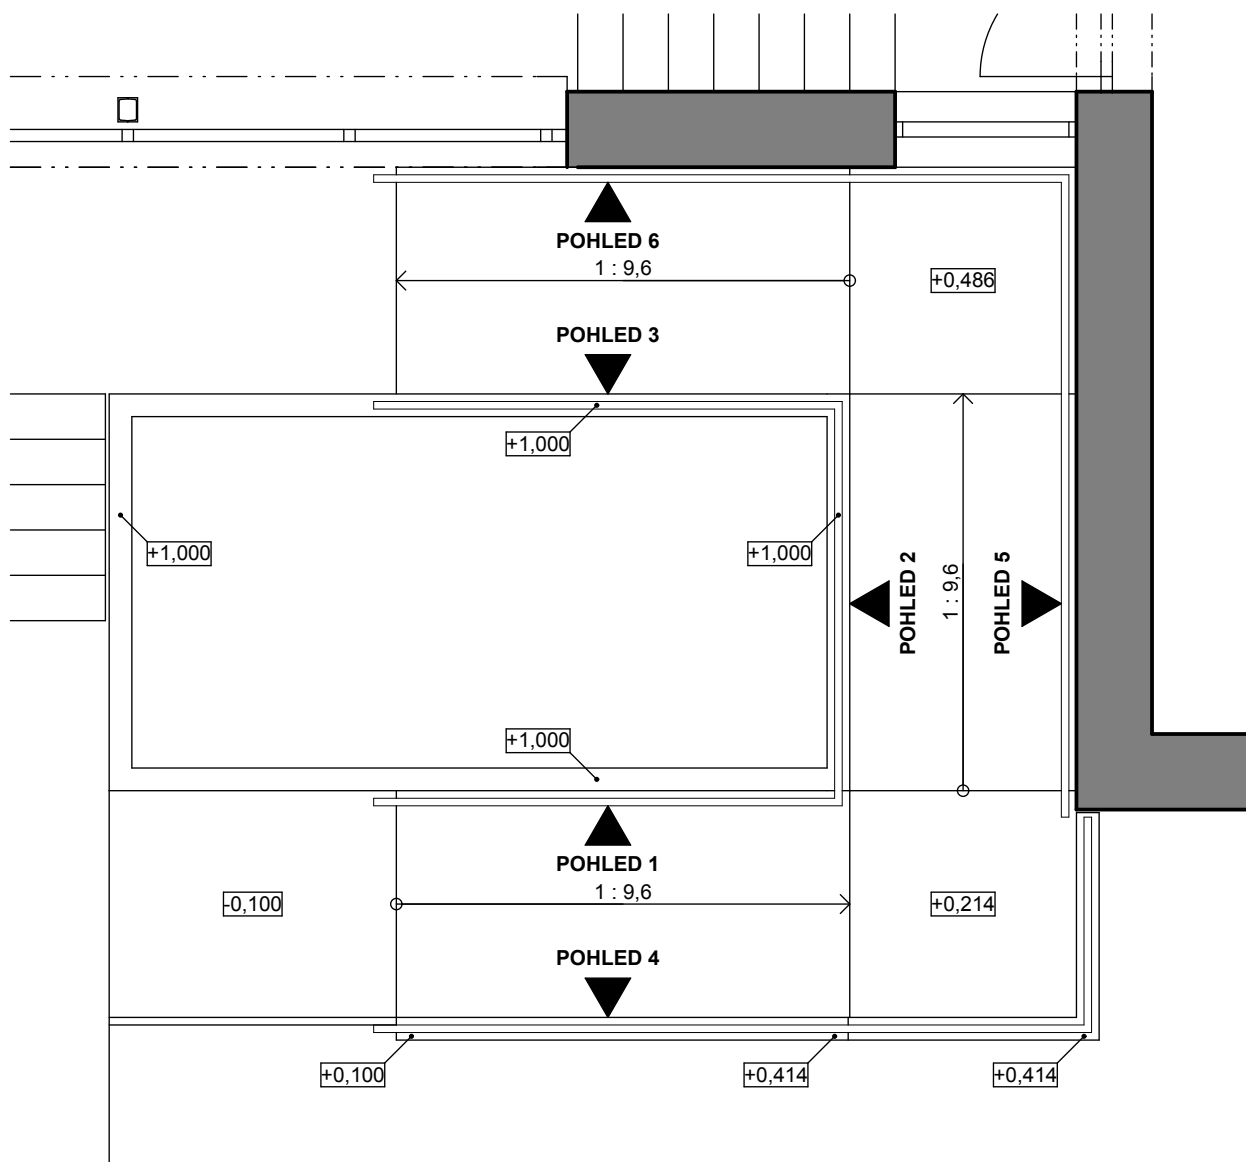 POHLED 6
1 : 9,6
+0,486
POHLED 3
+1,000
+1,000
+1,000
POHLED 2
1 : 9,6
POHLED 5
+1,000
POHLED 1
1 : 9,6
-0,100
+0,214
POHLED 4
+0,100
+0,414
+0,414